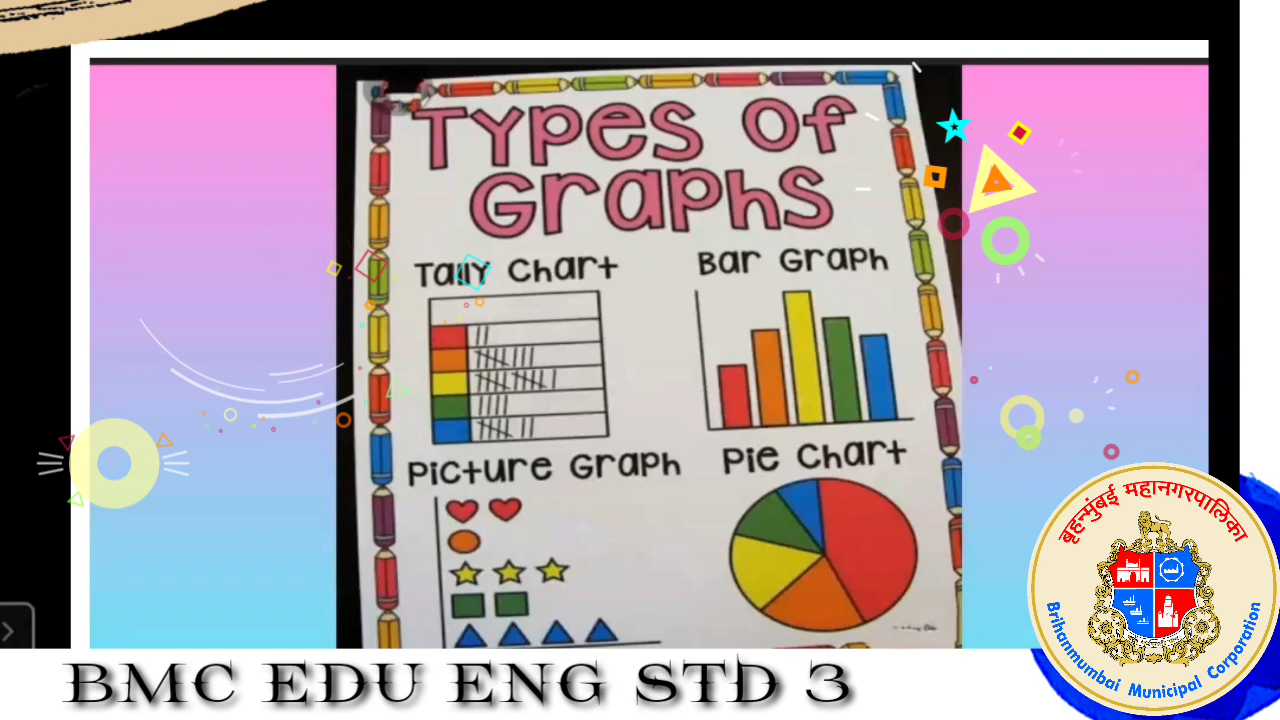 Types of
Graphs
Tally Chart
Bar Graph
Picture Graph
Pie Chart
बृहन्मुंबई महानगरपालिका
Brihanmumbai Municipal Corporation
BMC EDU ENG STD 3